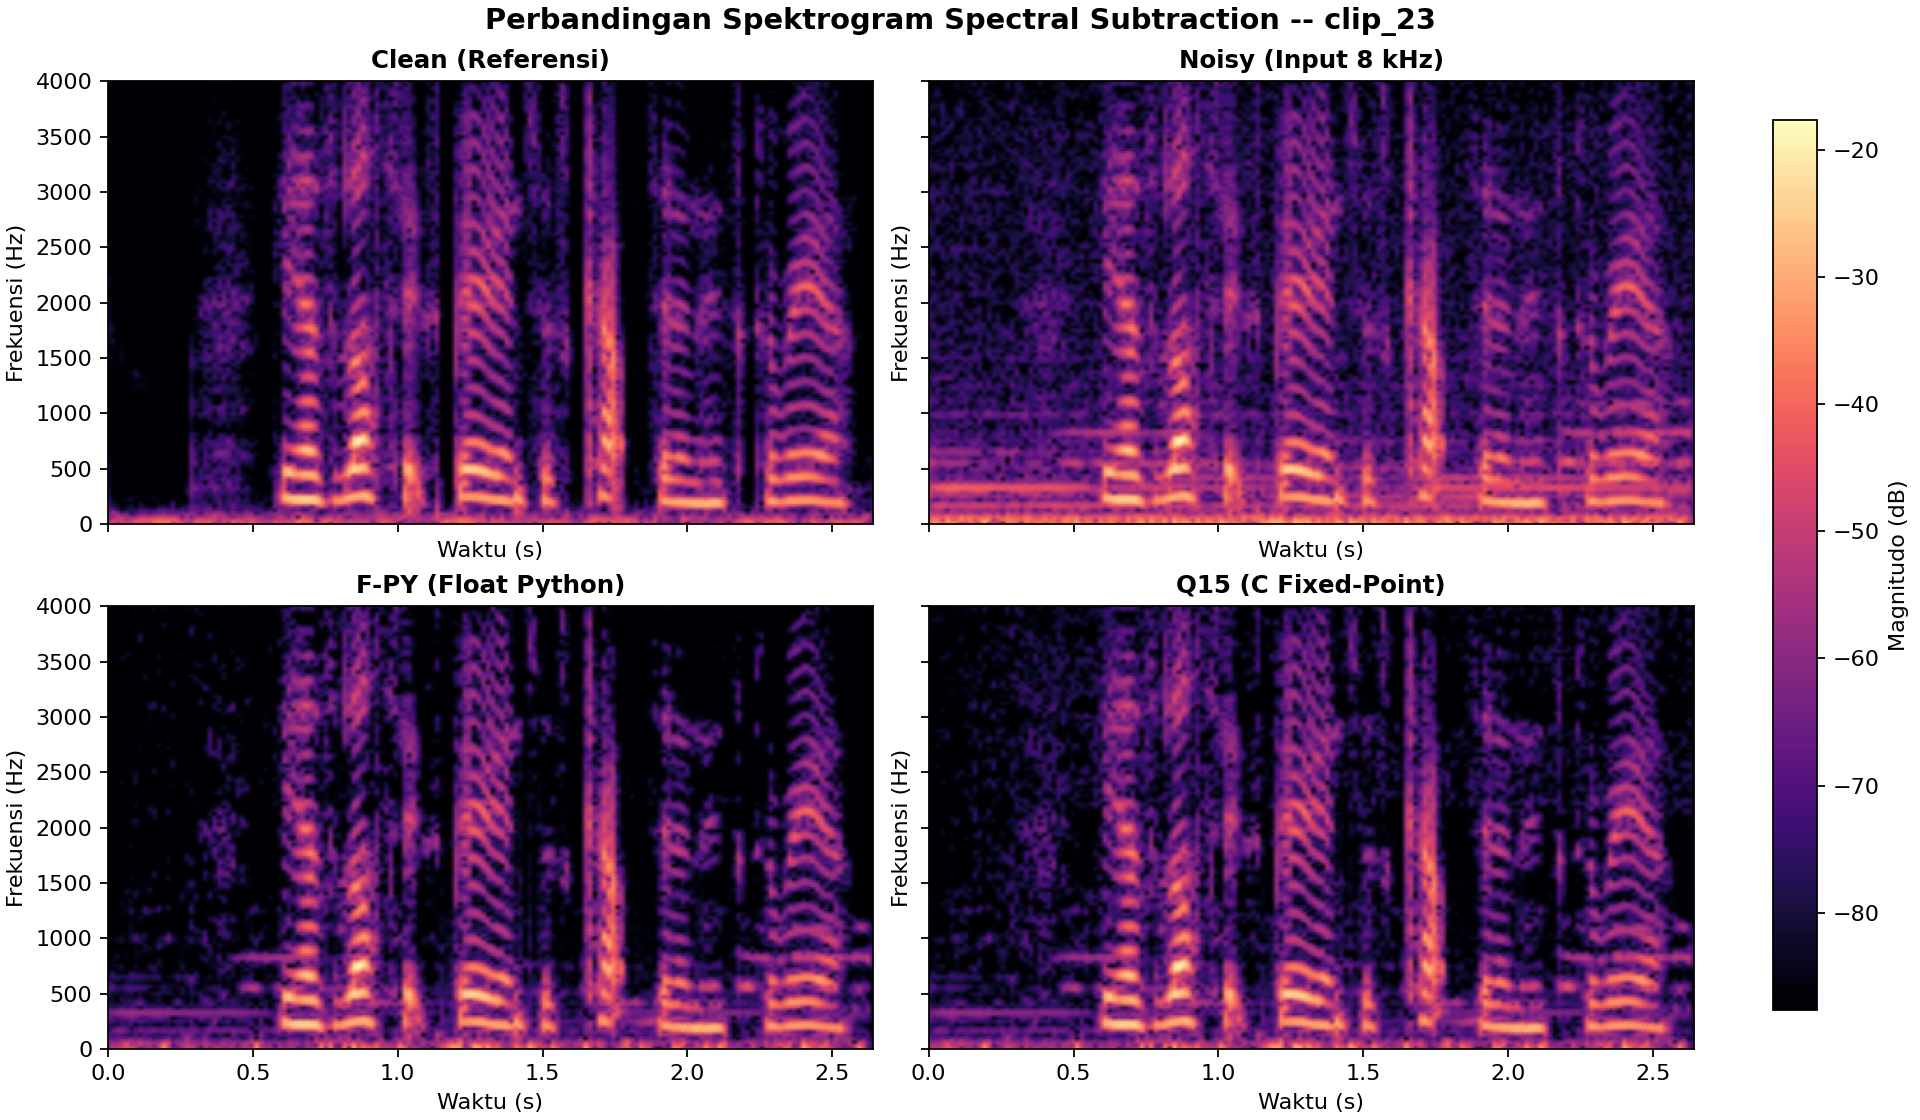 Perbandingan Spektrogram Spectral Subtraction -- clip_23
Clean (Referensi)
Noisy (Input 8 kHz)
4000
3500
3000
2500
2000
1500
1000
500
0
Frekuensi (Hz)
Frekuensi (Hz)
Waktu (s)
Waktu (s)
F-PY (Float Python)
Q15 (C Fixed-Point)
4000
3500
3000
2500
2000
1500
1000
500
0
Frekuensi (Hz)
Frekuensi (Hz)
0.0 0.5 1.0 1.5 2.0 2.5
0.0 0.5 1.0 1.5 2.0 2.5
Waktu (s)
Waktu (s)
−20
−30
−40
−50
−60
−70
−80
Magnitudo (dB)